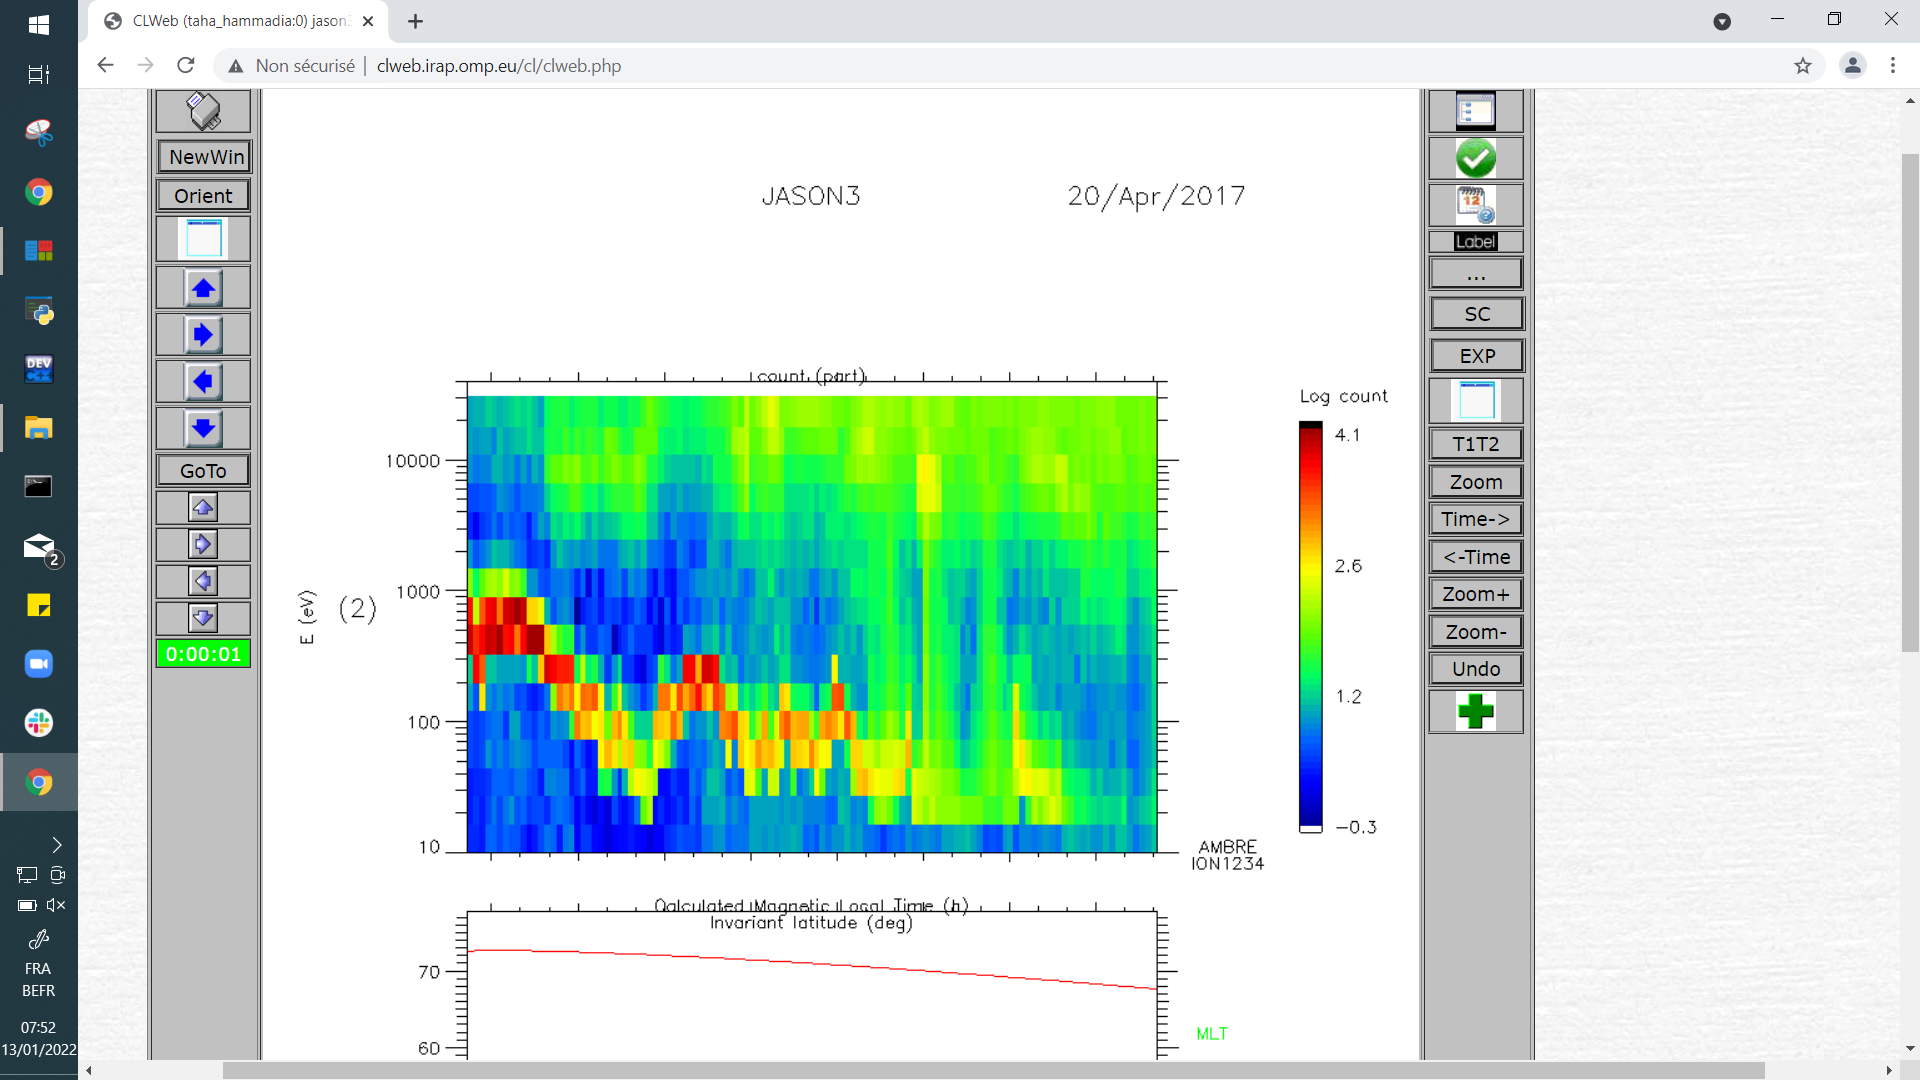 CLWeb (taha_hammadia:0) jason3
Non sécurisé | clweb.irap.omp.eu/cl/clweb.php
NewWin
Orient
GoTo
0:00:01
JASON3 20/Apr/2017
count (part)
10000
1000
100
10
E (eV)
(2)
Log count
4.1
2.6
1.2
−0.3
AMBRE
ION1234
Calculated Magnetic Local Time (h)
Invariant latitude (deg)
70
60
MLT
12
Label
...
SC
EXP
T1T2
Zoom
Time->
<-Time
Zoom+
Zoom-
Undo
DEV
C++
2
FRA
BEFR
07:52
13/01/2022